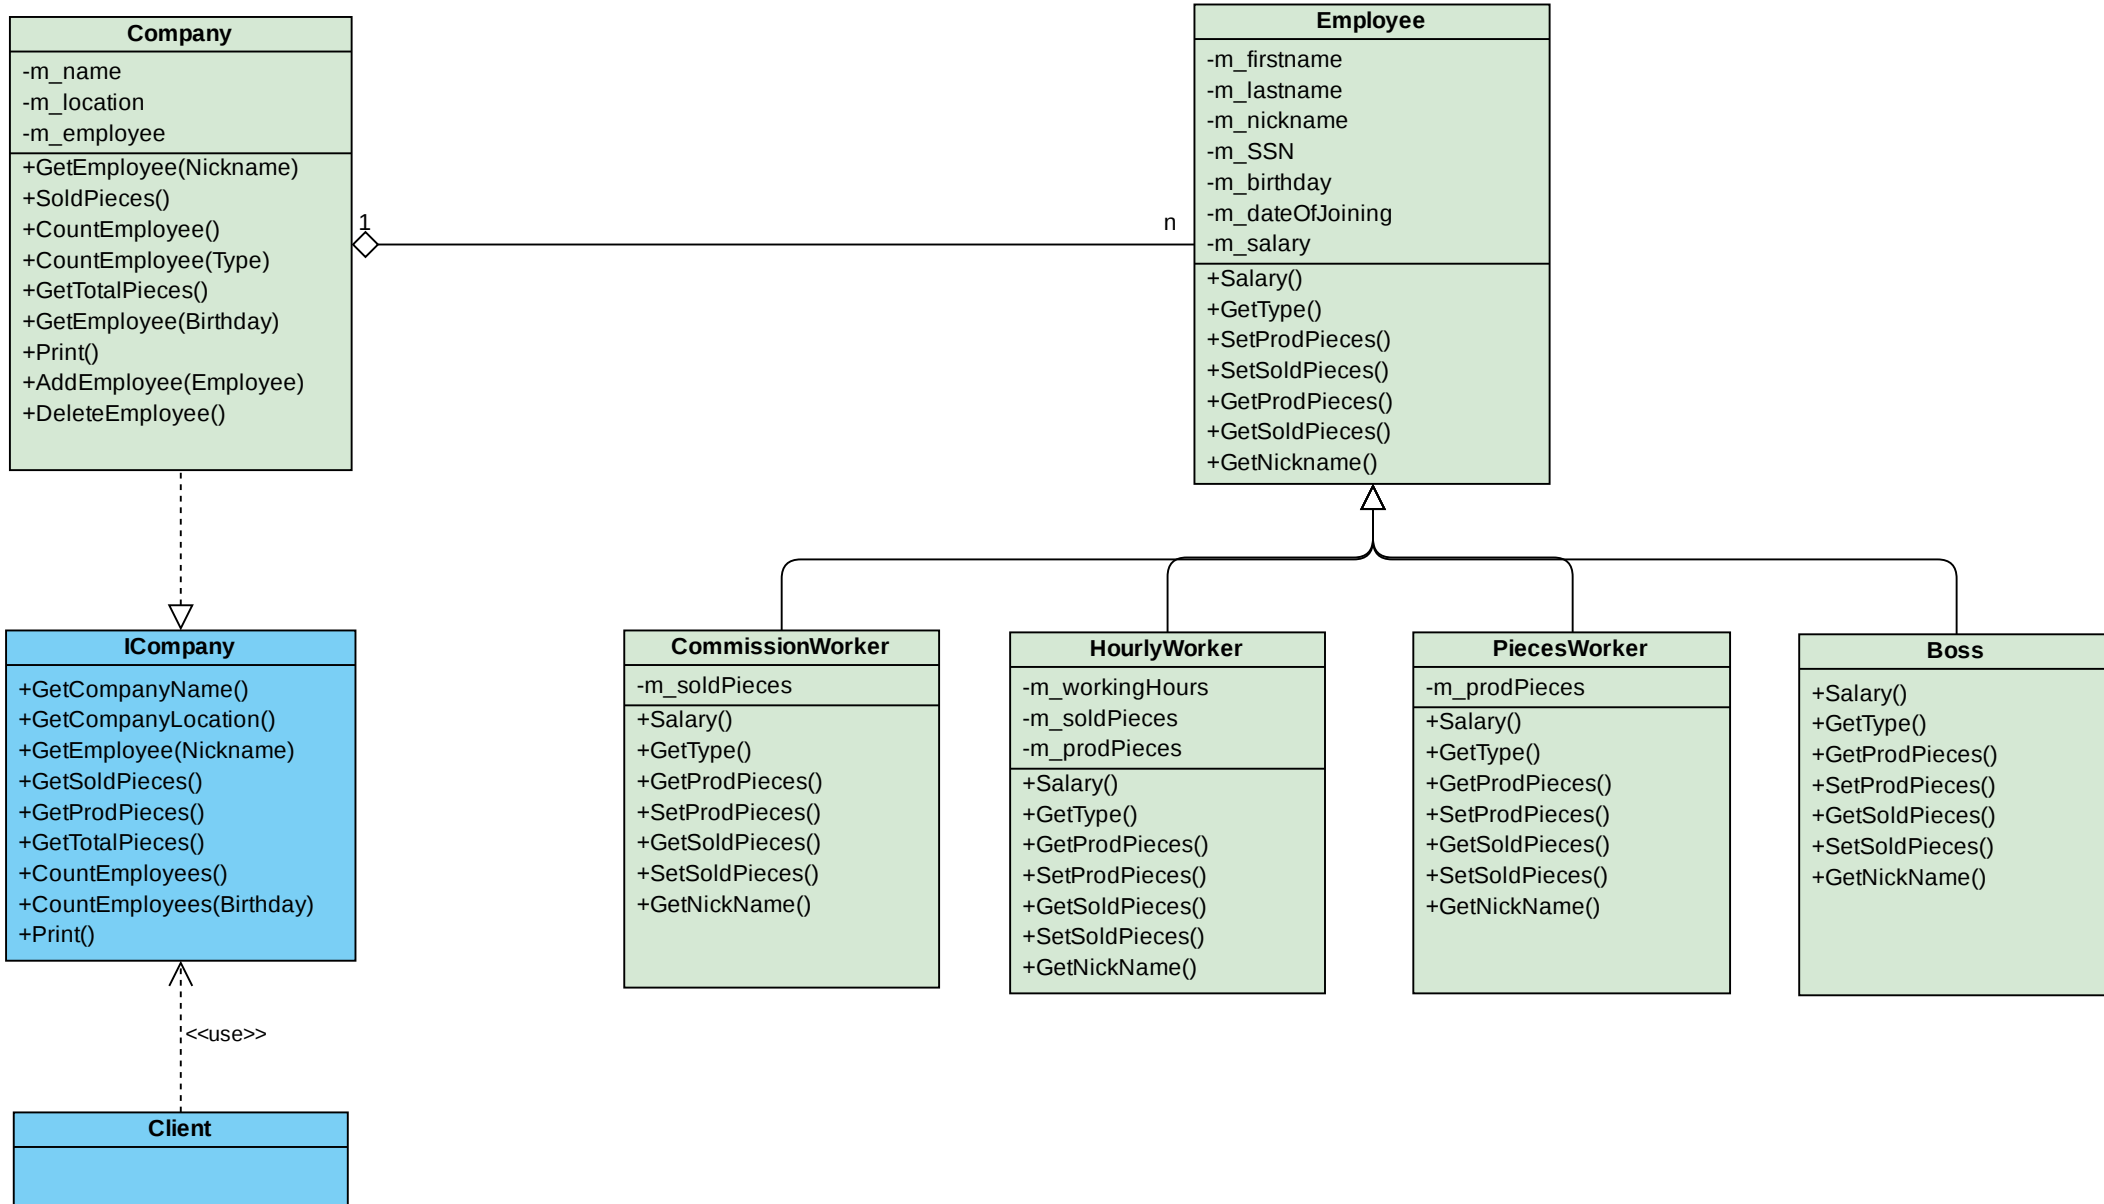 Company
-m_name
-m_location
-m_employee
+GetEmployee(Nickname)
+SoldPieces()
+CountEmployee()
+CountEmployee(Type)
+GetTotalPieces()
+GetEmployee(Birthday)
+Print()
+AddEmployee(Employee)
+DeleteEmployee()
1
n
Employee
-m_firstname
-m_lastname
-m_nickname
-m_SSN
-m_birthday
-m_dateOfJoining
-m_salary
+Salary()
+GetType()
+SetProdPieces()
+SetSoldPieces()
+GetProdPieces()
+GetSoldPieces()
+GetNickname()
ICompany
+GetCompanyName()
+GetCompanyLocation()
+GetEmployee(Nickname)
+GetSoldPieces()
+GetProdPieces()
+GetTotalPieces()
+CountEmployees()
+CountEmployees(Birthday)
+Print()
CommissionWorker
-m_soldPieces
+Salary()
+GetType()
+GetProdPieces()
+SetProdPieces()
+GetSoldPieces()
+SetSoldPieces()
+GetNickName()
HourlyWorker
-m_workingHours
-m_soldPieces
-m_prodPieces
+Salary()
+GetType()
+GetProdPieces()
+SetProdPieces()
+GetSoldPieces()
+SetSoldPieces()
+GetNickName()
PiecesWorker
-m_prodPieces
+Salary()
+GetType()
+GetProdPieces()
+SetProdPieces()
+GetSoldPieces()
+SetSoldPieces()
+GetNickName()
Boss
+Salary()
+GetType()
+GetProdPieces()
+SetProdPieces()
+GetSoldPieces()
+SetSoldPieces()
+GetNickName()
<<use>>
Client